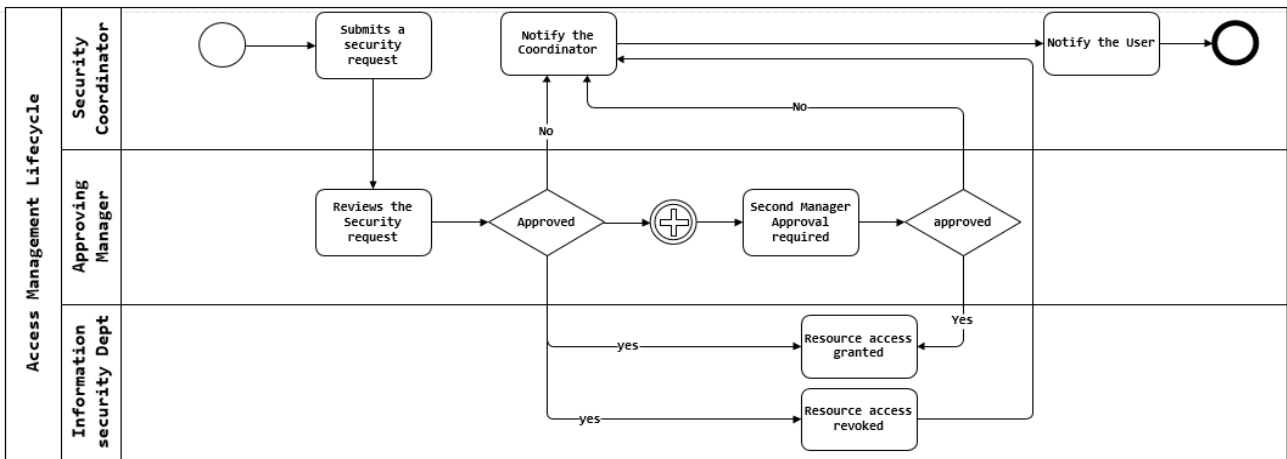 Access Management Lifecycle
Security
Coordinator
Submits a
security
request
Notify the
Coordinator
Notify the User
No
No
Approving
Manager
Reviews the
Security
request
Approved
Second Manager
Approval
required
approved
Information
security Dept
Yes
yes
Resource access
granted
yes
Resource access
revoked